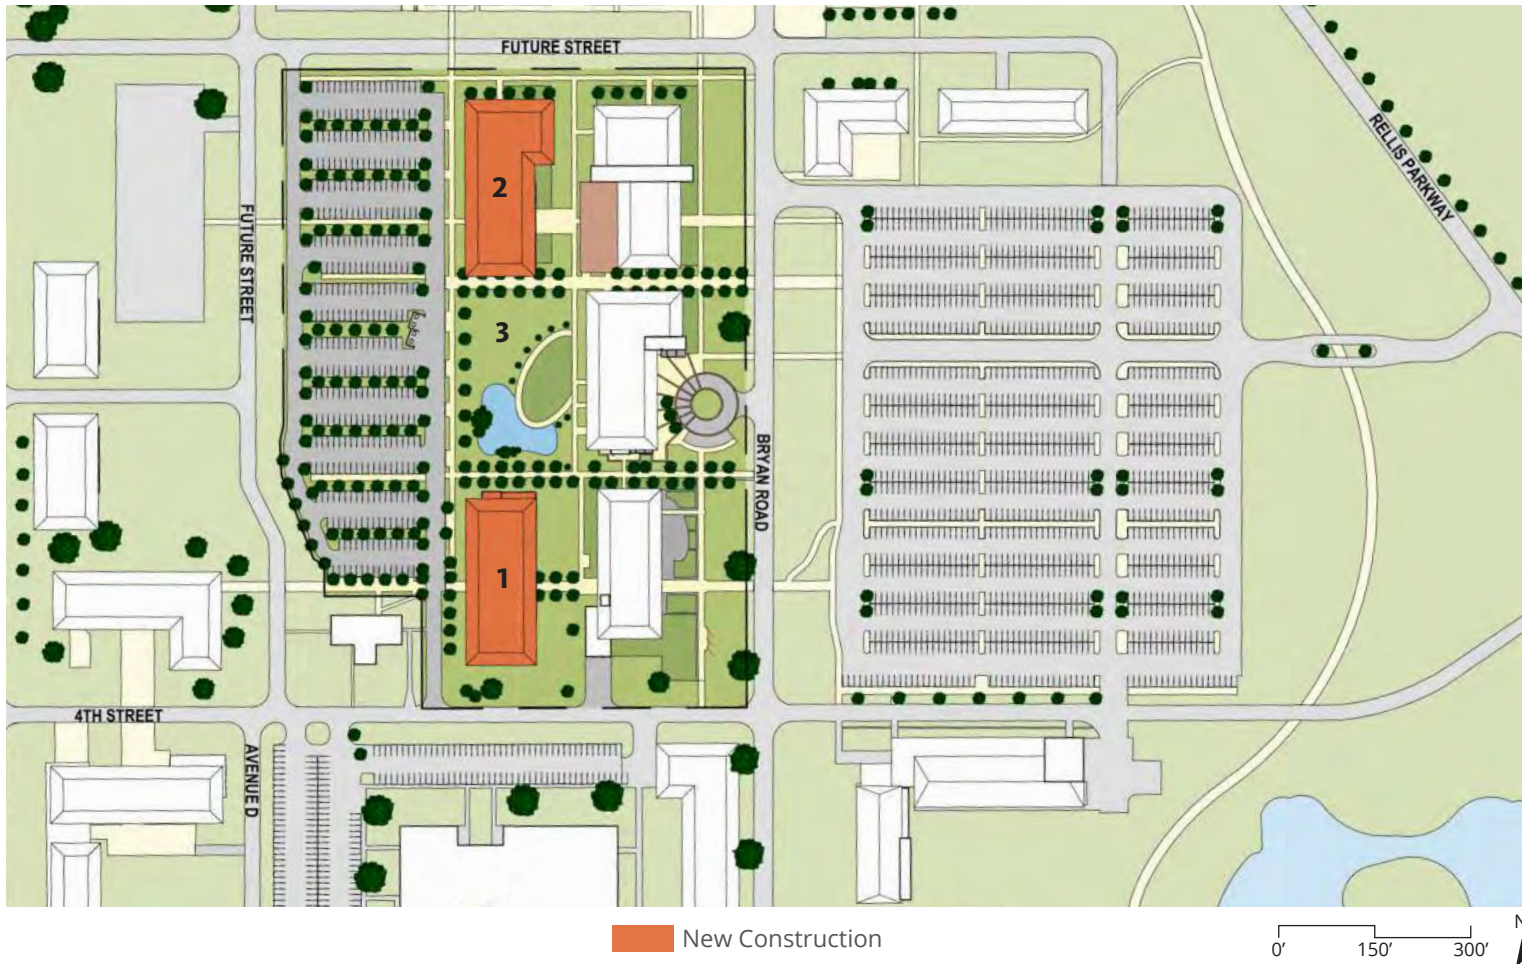 FUTURE STREET
RELLIS PARKWAY
2
FUTURE STREET
3
BRYAN ROAD
1
4TH STREET
AVENUE D
New Construction
N
0' 150' 300'